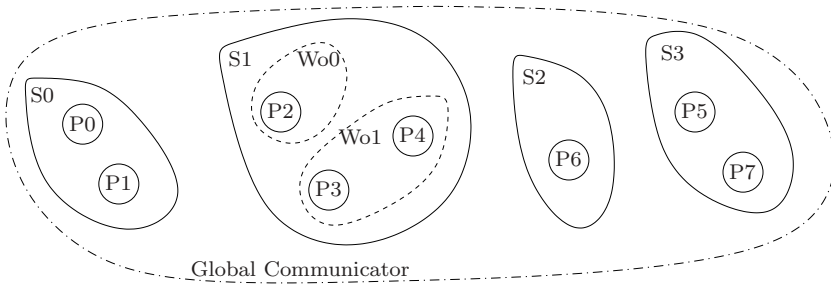 S0
P0
P1
S1
Wo0
P2
Wo1
P4
P3
S2
P6
S3
P5
P7
Global Communicator